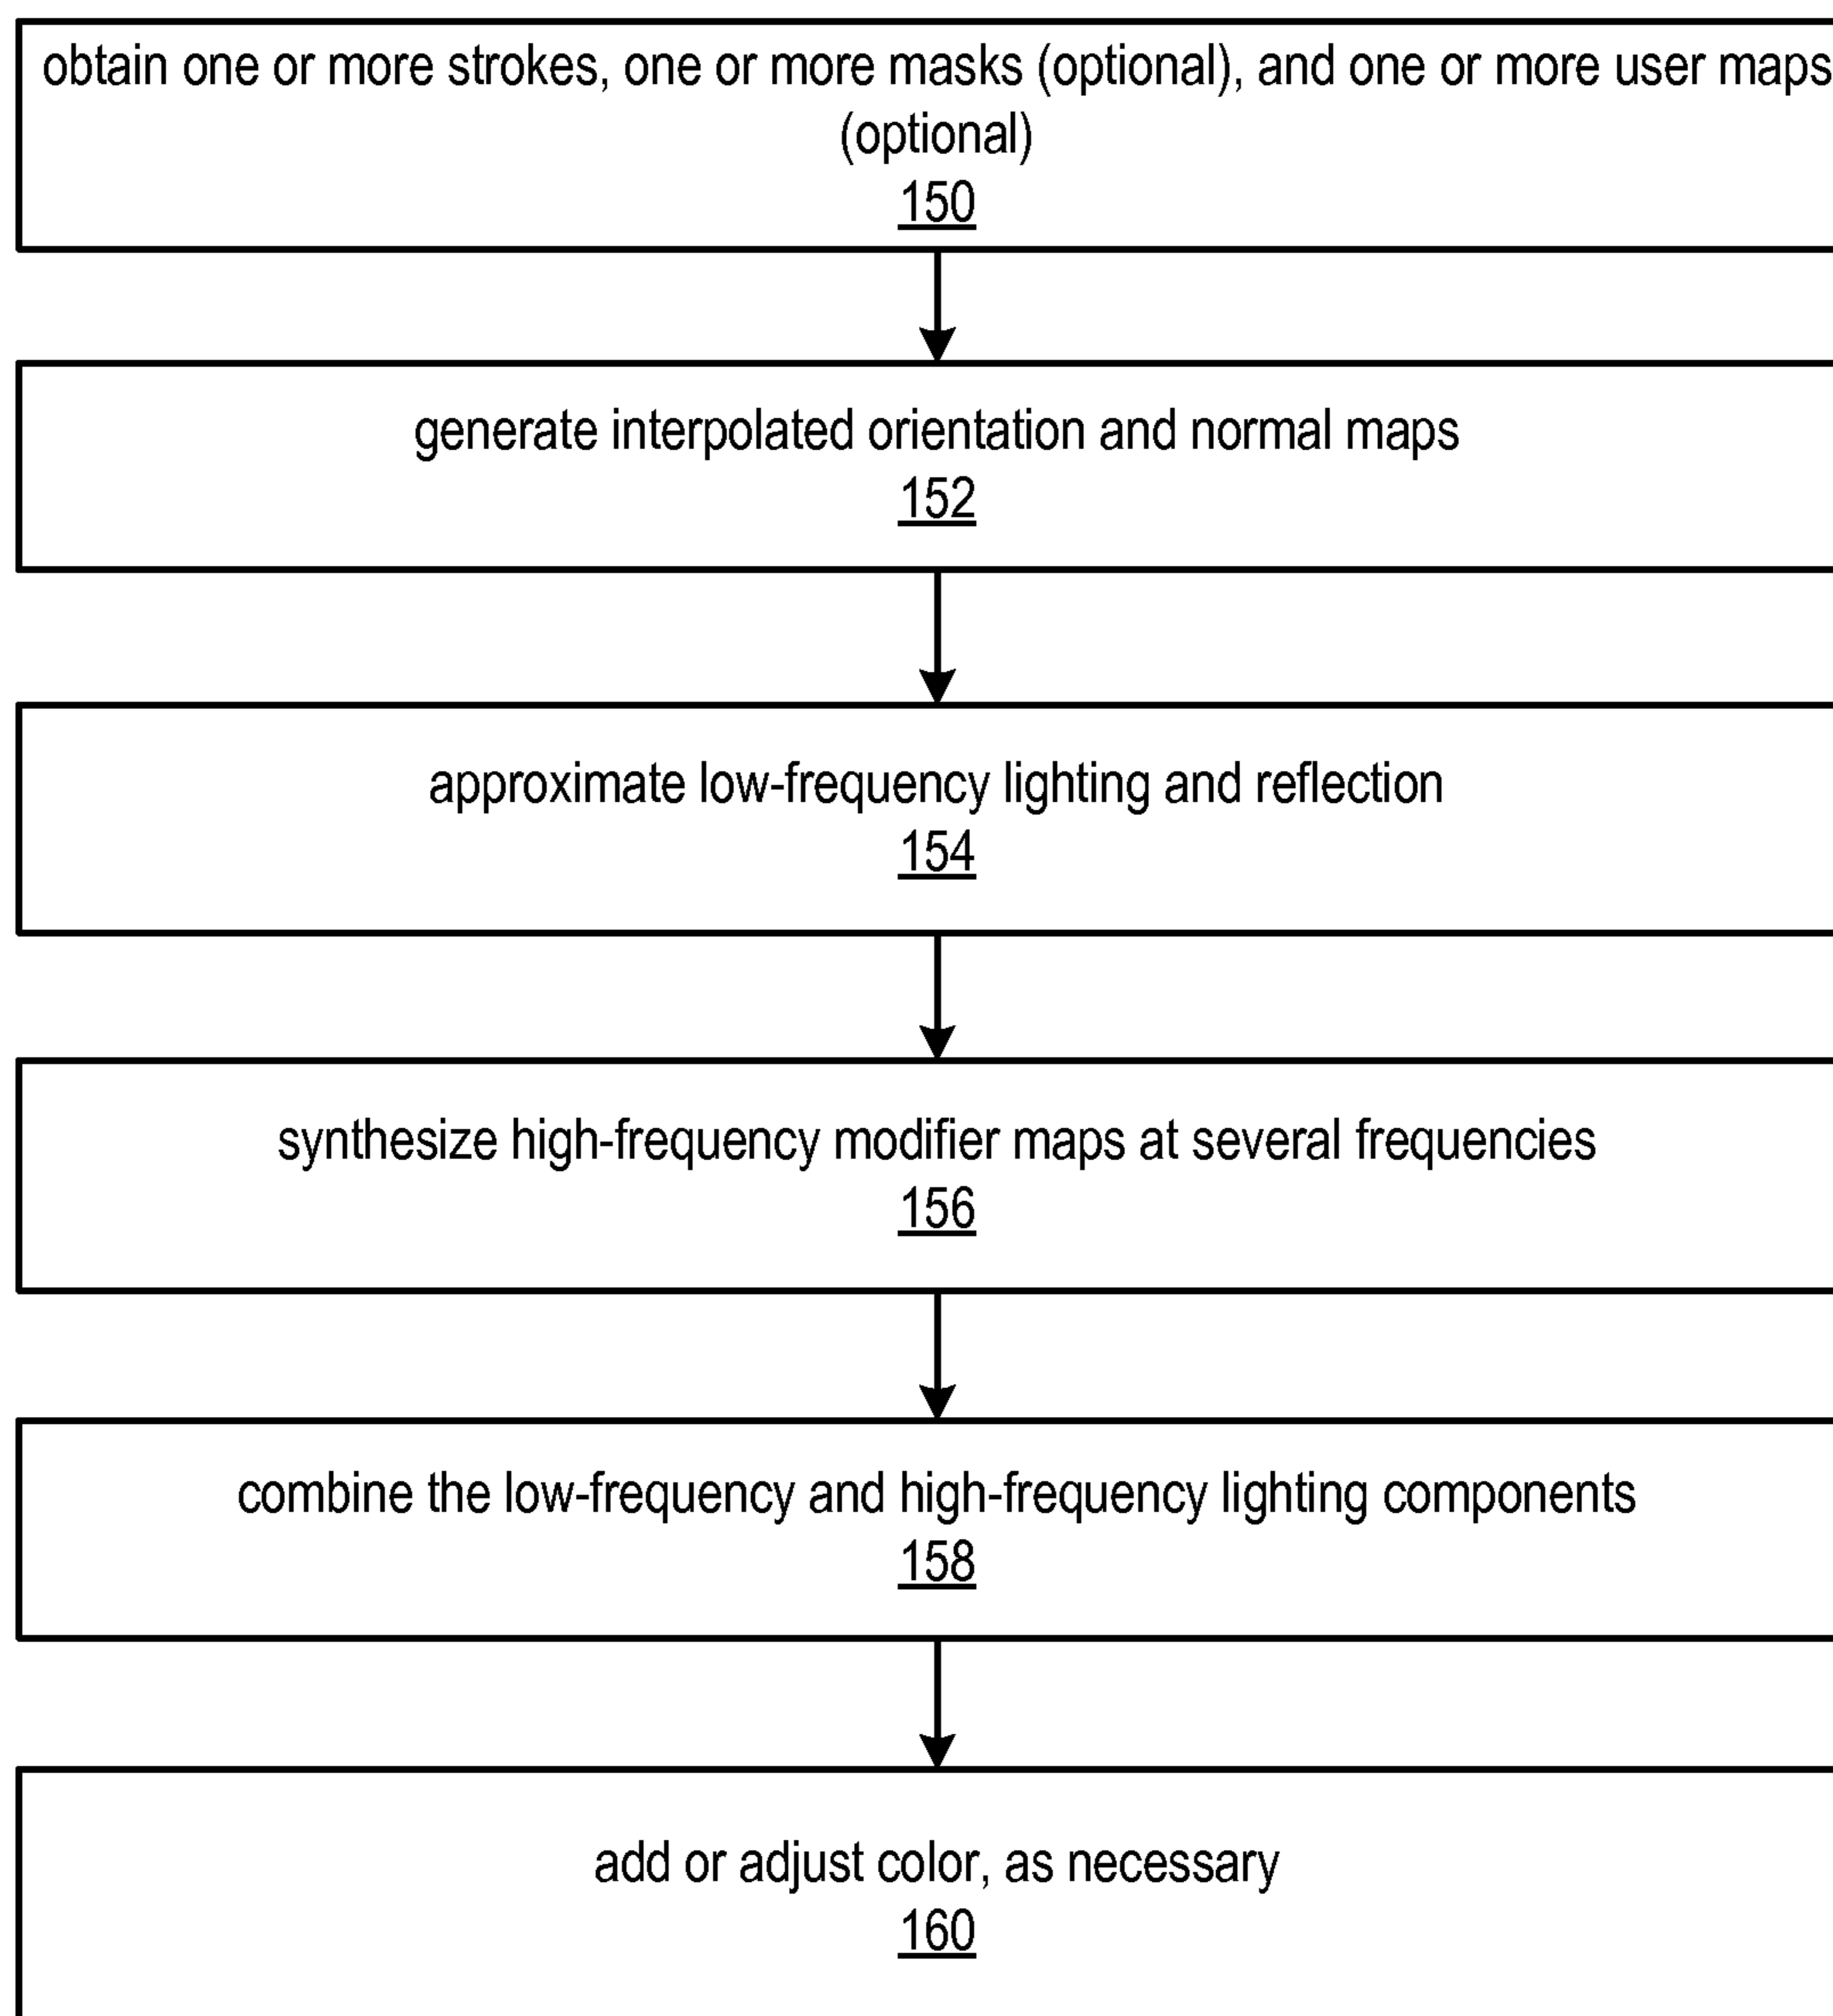 obtain one or more strokes, one or more masks (optional), and one or more user maps
(optional)
150
generate interpolated orientation and normal maps
152
approximate low-frequency lighting and reflection
154
synthesize high-frequency modifier maps at several frequencies
156
combine the low-frequency and high-frequency lighting components
158
add or adjust color, as necessary
160